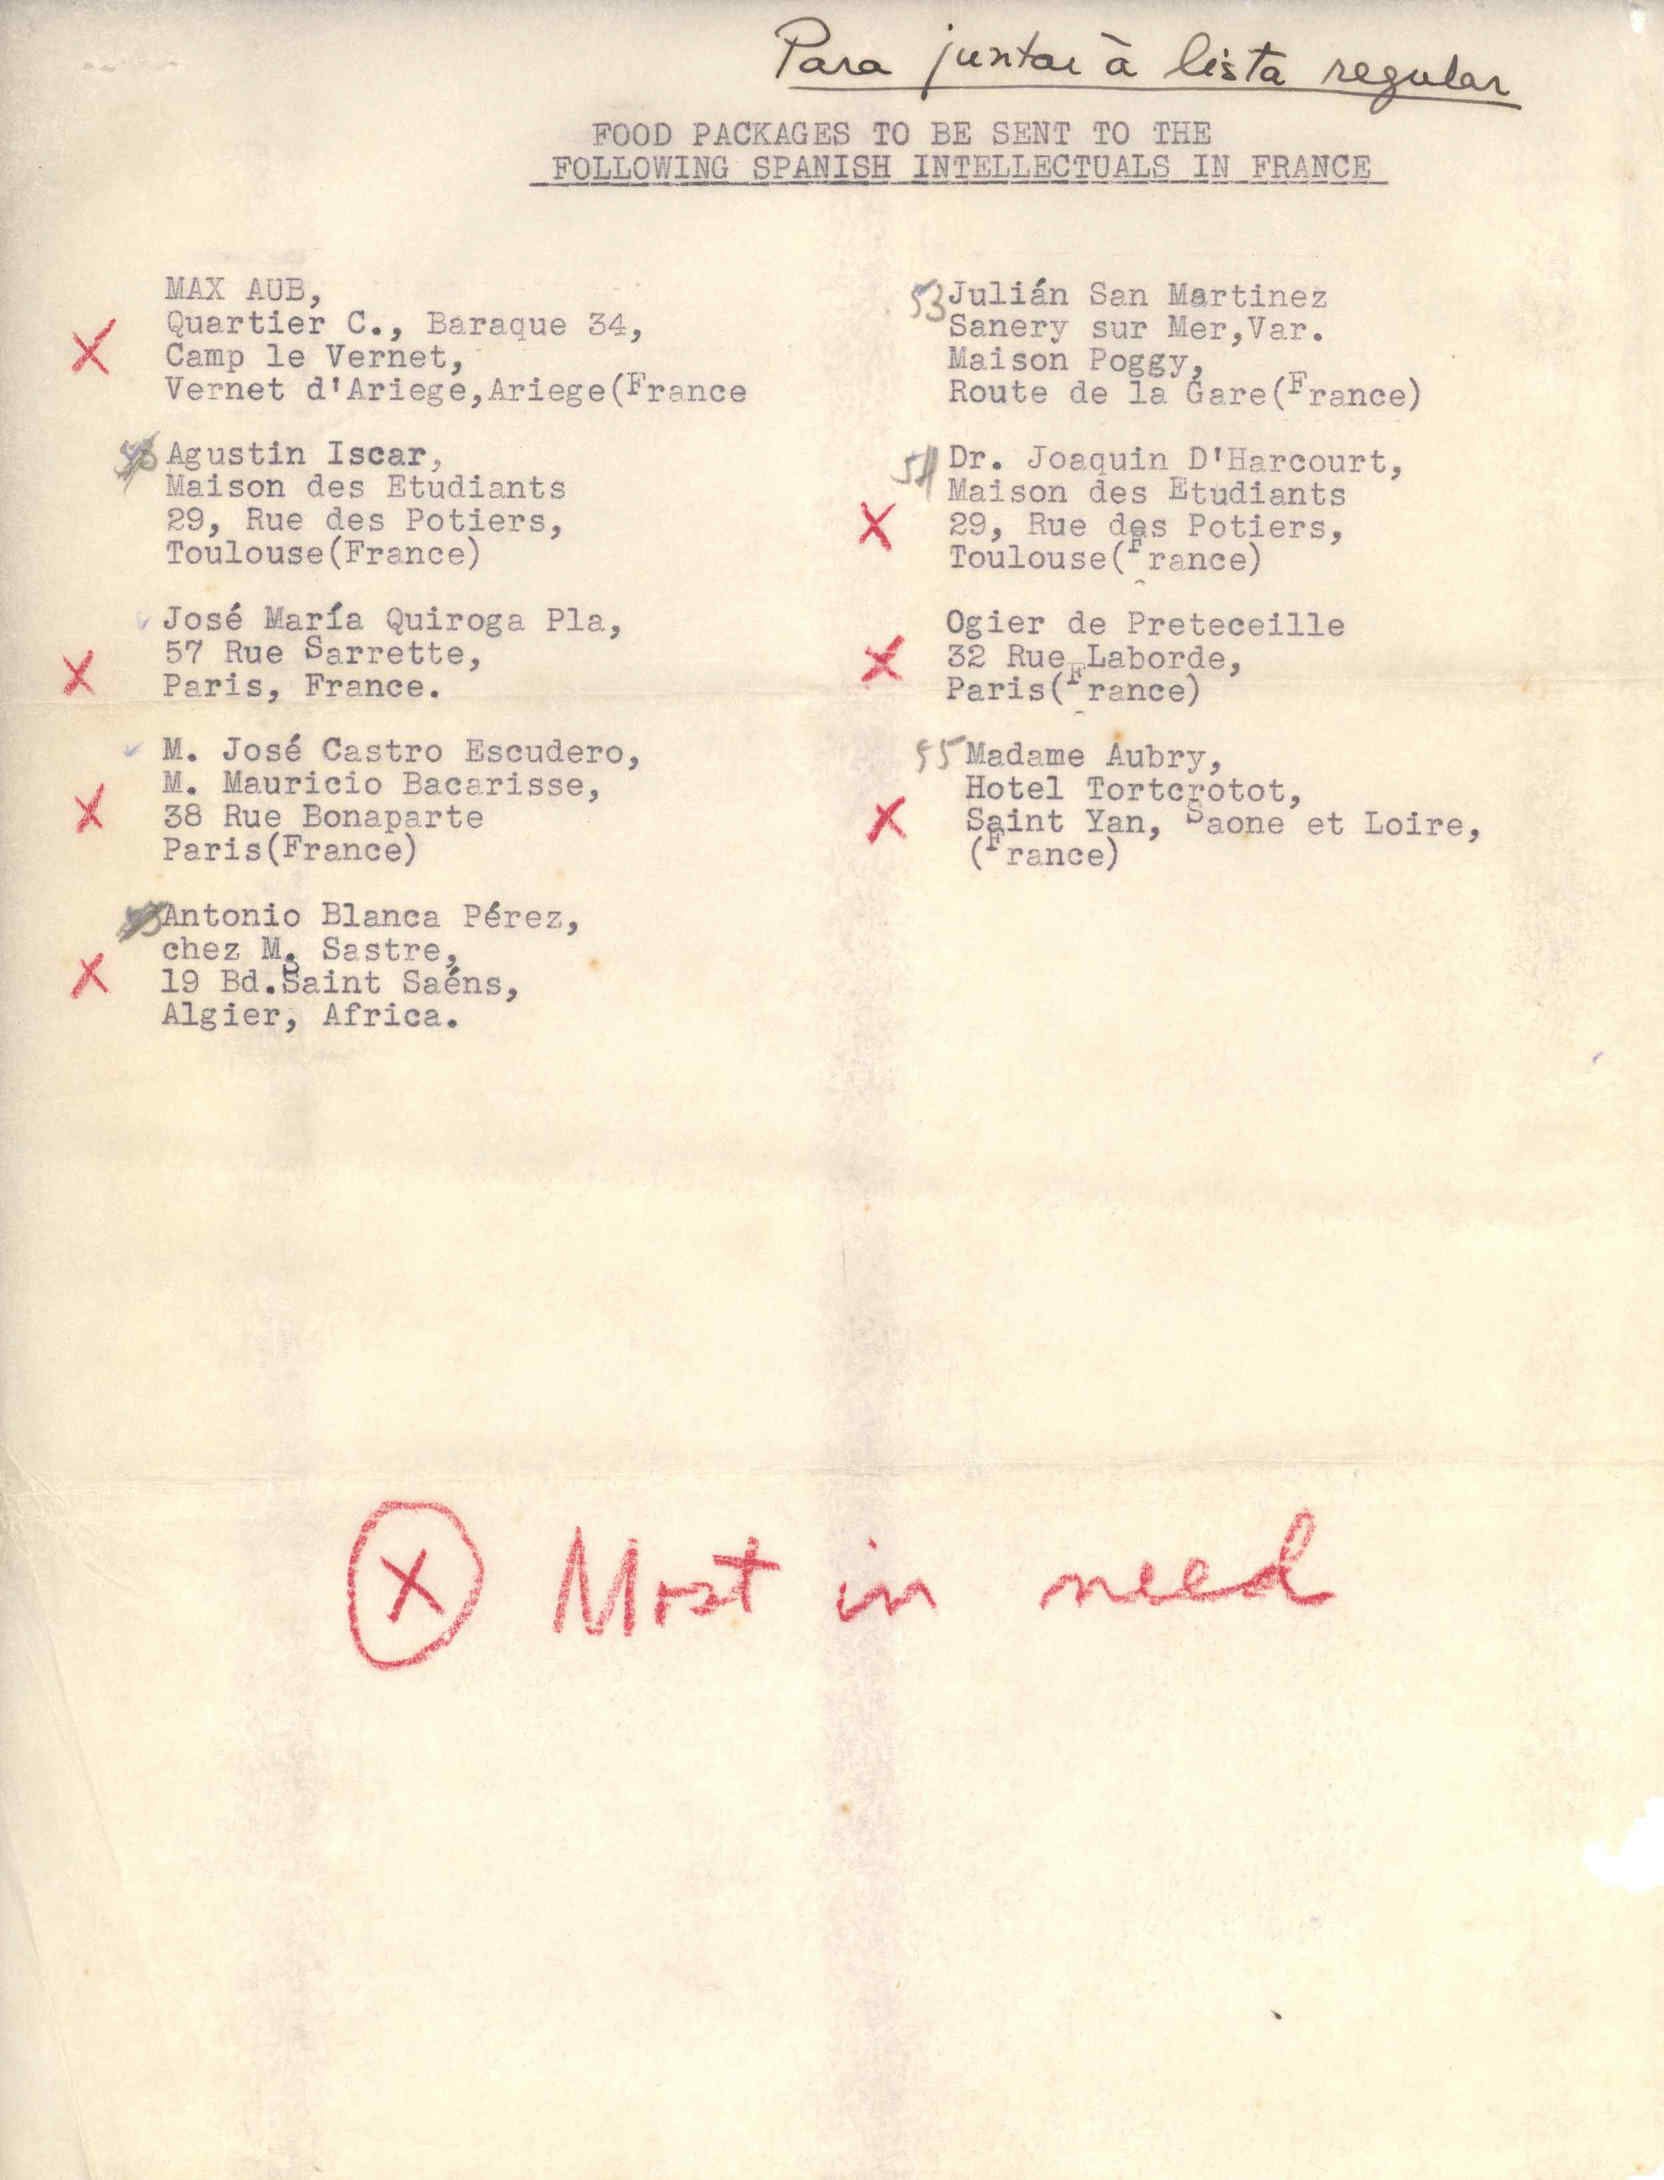 Para juntar à lista regular
FOOD PACKAGES TO BE SENT TO THE
FOLLOWING SPANISH INTELLECTUALS IN FRANCE
MAX AUB,
Quartier C., Baraque 34,
X
Camp le Vernet,
Vernet d'Ariege,Ariege(France
Agustin Iscar,
Maison des Etudiants
29, Rue des Potiers,
Toulouse(France)
José María Quiroga Pla,
57 Rue Sarrette,
X
Paris, France.
M. José Castro Escudero,
M. Mauricio Bacarisse,
X
38 Rue Bonaparte
Paris(France)
Antonio Blanca Pérez,
chez M. Sastre,
X
19 Bd.Saint Saéns,
Algier, Africa.
53 Julián San Martinez
Sanery sur Mer,Var.
Maison Poggy,
Route de la Gare(France)
54 Dr. Joaquin D'Harcourt,
Maison des Etudiants
X
29, Rue des Potiers,
Toulouse(France)
Ogier de Preteceille
X
32 Rue Laborde,
Paris(France)
55 Madame Aubry,
Hotel Tortcrotot,
X
Saint Yan, Saone et Loire,
(France)
X Most in need